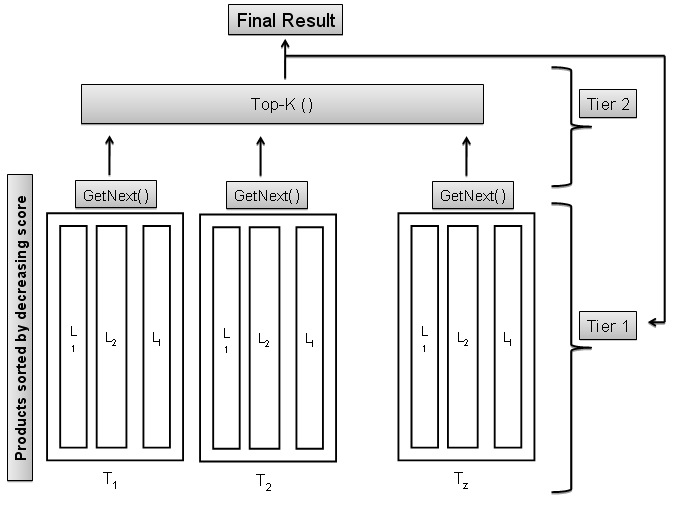 Final Result
Top-K ()
Tier 2
GetNext()
GetNext()
GetNext()
Products sorted by decreasing score
L1
L2
Ll
L1
L2
Ll
L1
L2
Ll
Tier 1
T1
T2
Tz